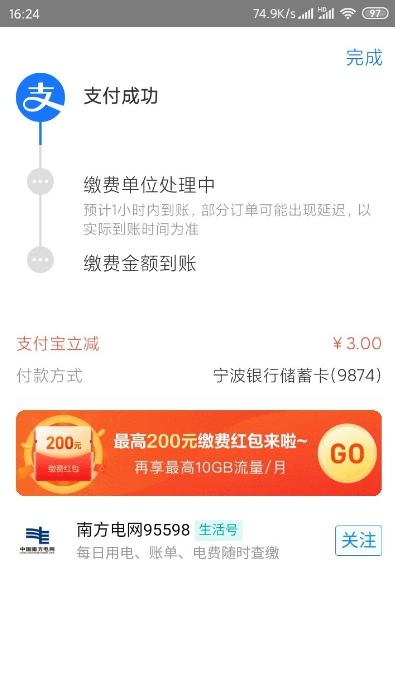 16:24
74.9K/s
HD
97
完成
支
支付成功
缴费单位处理中
预计1小时内到账，部分订单可能出现延迟，以
实际到账时间为准
缴费金额到账
支付宝立减
￥3.00
付款方式
宁波银行储蓄卡(9874)
200元
缴费红包
最高200元缴费红包来啦~
再享最高10GB流量/月
GO
中国南方电网
南方电网95598 生活号
每日用电、账单、电费随时查缴
关注